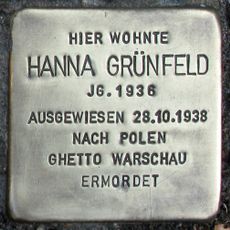 HIER WOHNTE
HANNA GRÜNFELD
JG. 1936
AUSGEWIESEN 28.10.1938
NACH POLEN
GHETTO WARSCHAU
ERMORDET